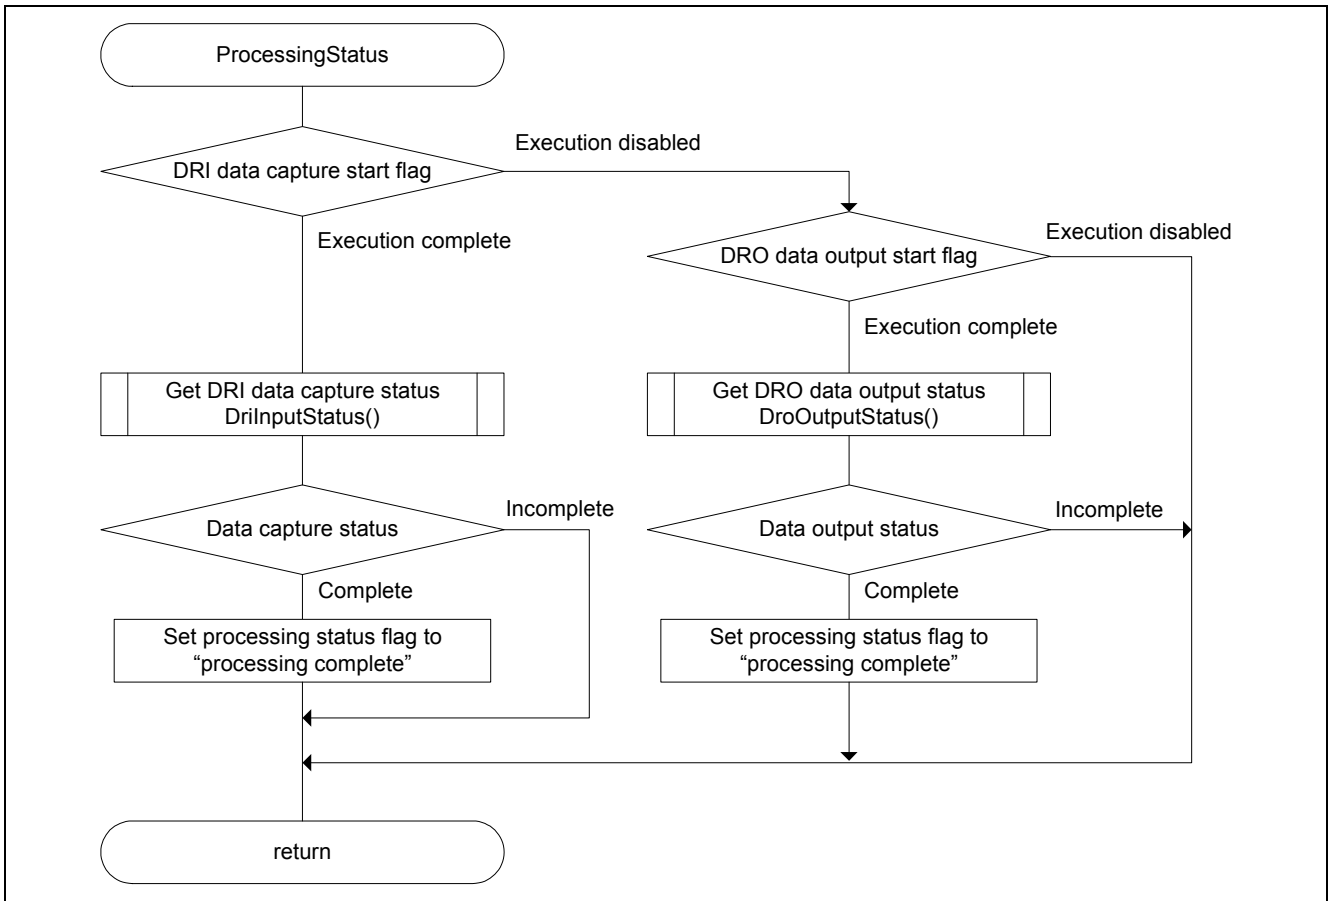 ProcessingStatus
Execution disabled
DRI data capture start flag
Execution disabled
Execution complete
DRO data output start flag
Execution complete
Get DRI data capture status
DriInputStatus()
Get DRO data output status
DroOutputStatus()
Incomplete
Data capture status
Incomplete
Data output status
Complete
Complete
Set processing status flag to
“processing complete”
Set processing status flag to
“processing complete”
return